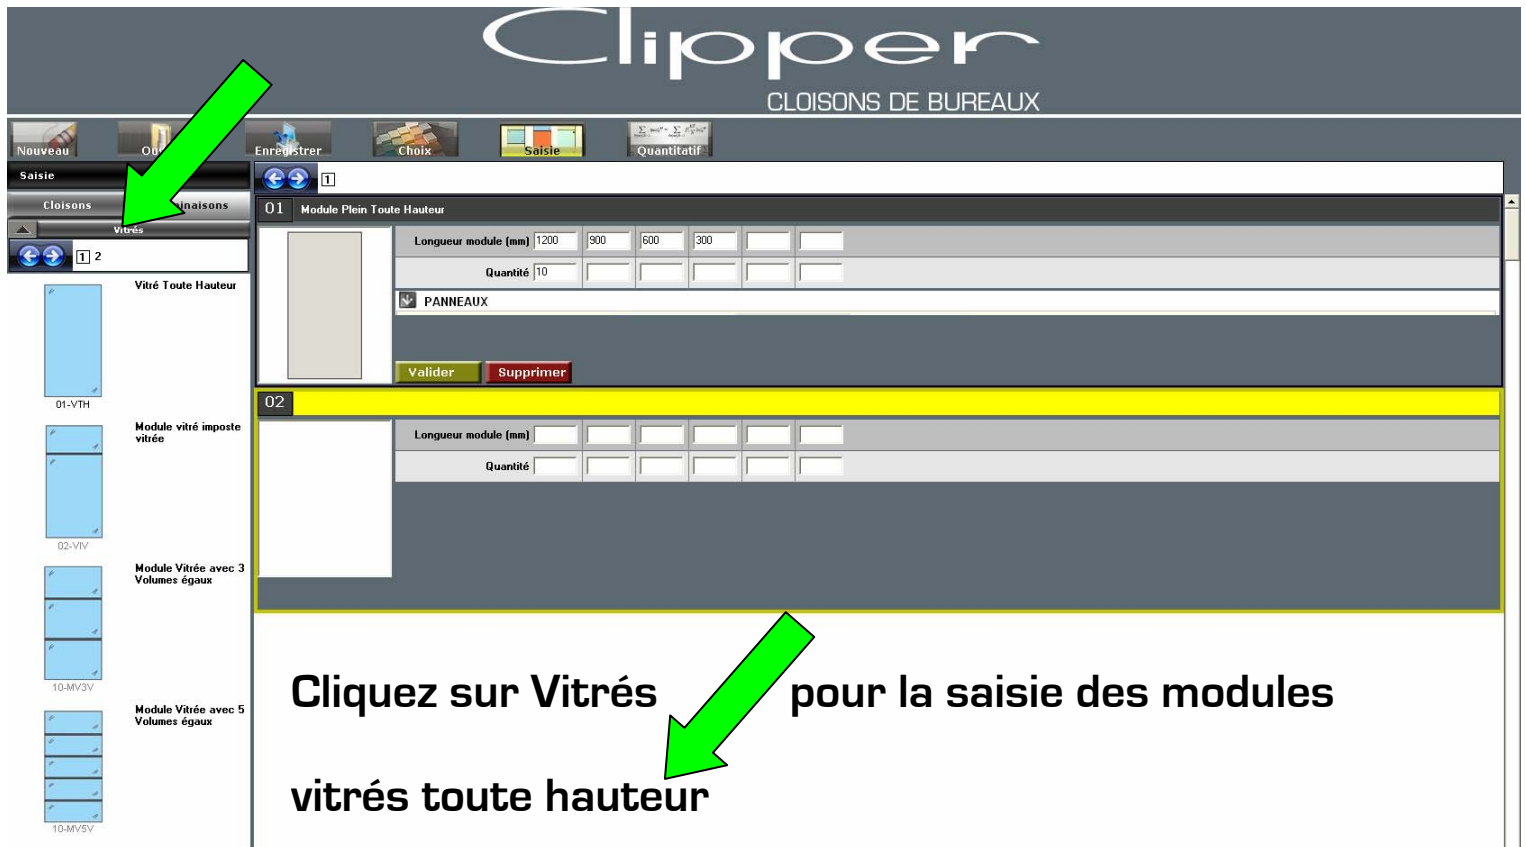 Clipper
CLOISONS DE BUREAUX
Nouveau
Enregistrer
Choix
Saisie
Quantitatif
Saisie
1
Cloisons
01 Module Plein Toute Hauteur
Vitrés
1 2
Longueur module (mm) 1200 900 600 300
Quantité 10
PANNEAUX
Valider Supprimer
Vitré Toute Hauteur
01-VTH
02
Longueur module (mm)
Quantité
Module vitré imposte
vitrée
02-VIV
Module Vitrée avec 3
Volumes égaux
10-MV3V
Module Vitrée avec 5
Volumes égaux
10-MV5V
Cliquez sur Vitrés pour la saisie des modules
vitrés toute hauteur